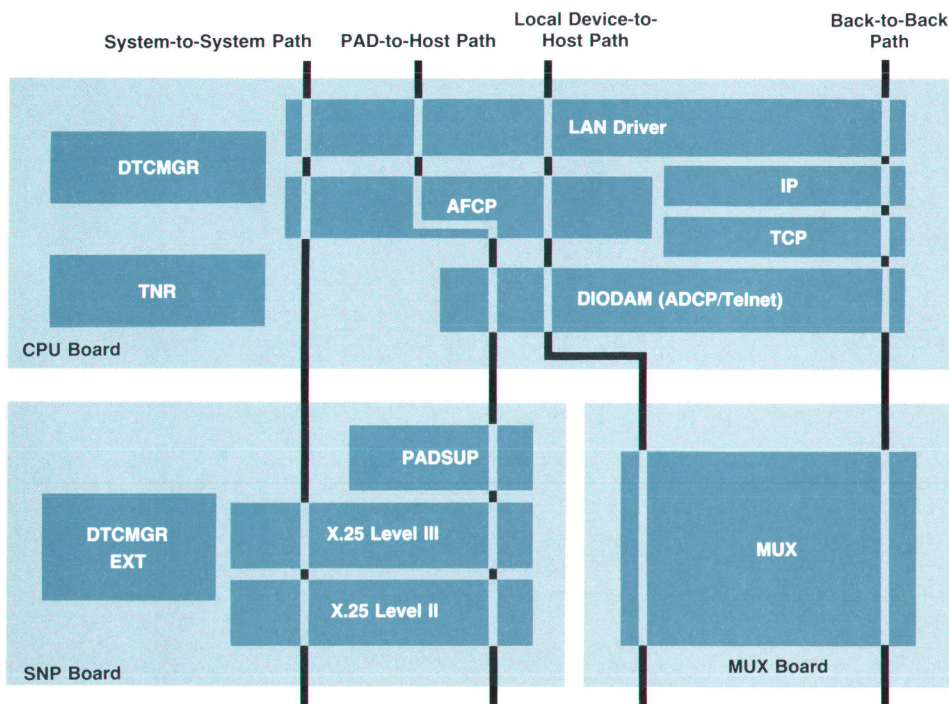 System-to-System Path
PAD-to-Host Path
Local Device-to-
Host Path
Back-to-Back
Path
LAN Driver
DTCMGR
IP
AFCP
TCP
TNR
DIODAM (ADCP/Telnet)
CPU Board
PADSUP
DTCMGR
EXT
X.25 Level III
MUX
X.25 Level II
SNP Board
MUX Board